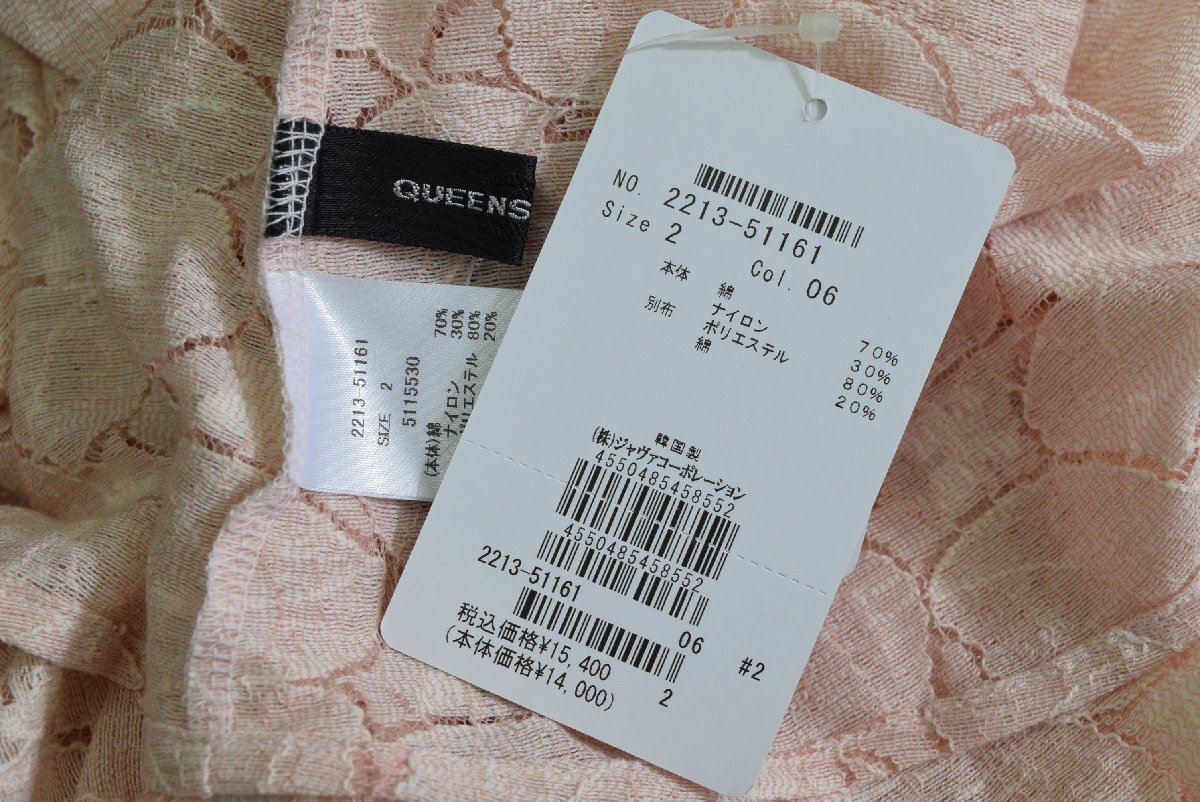 QUEENS
2213-51161
SIZE 2
5115530
(本体)綿 70%
ナイロン 30%
ポリエステル 80%
20%
NO. 2213-51161
Size 2 Col. 06
本体 綿 70%
ナイロン 30%
別布 ポリエステル 80%
綿 20%
韓国製
(株)ジャヴァコーポレーション
4550485458552
4550485458552
2213-51161 06 #2
税込価格¥15,400
(本体価格¥14,000) 2